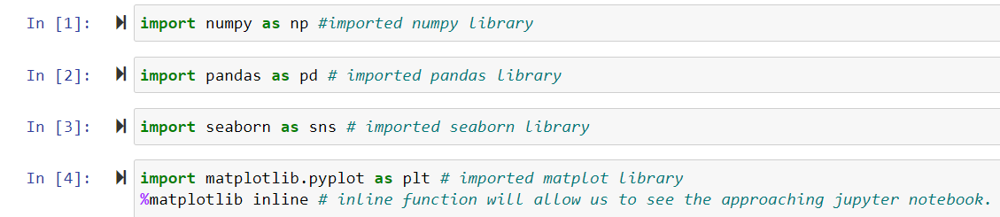 In [1]: import numpy as np #imported numpy library
In [2]: import pandas as pd # imported pandas library
In [3]: import seaborn as sns # imported seaborn library
In [4]: import matplotlib.pyplot as plt # imported matplot library
%matplotlib inline # inline function will allow us to see the approaching jupyter notebook.